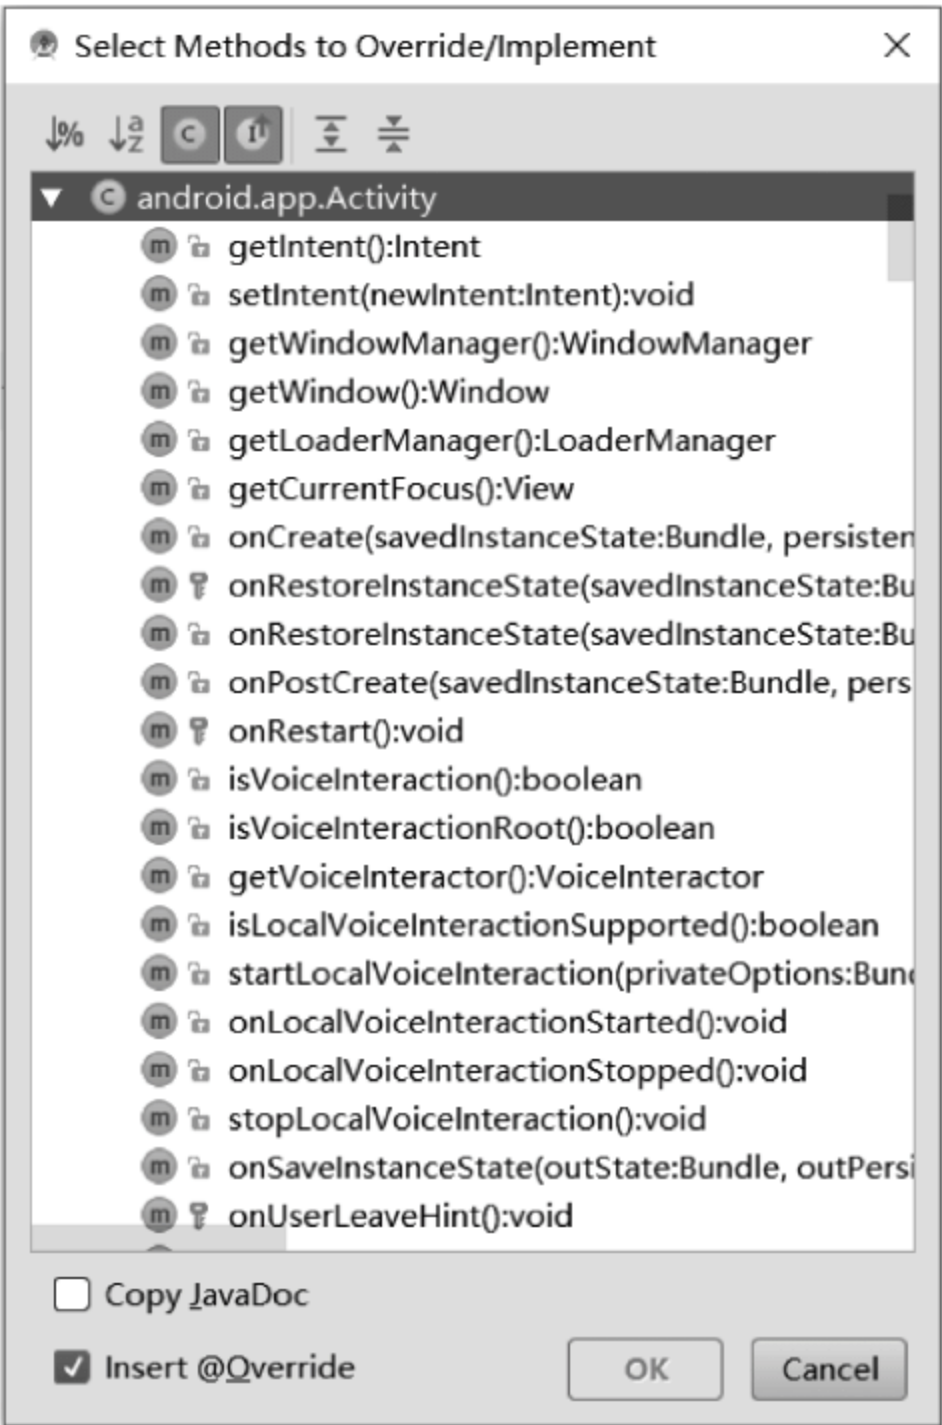 Select Methods to Override/Implement
android.app.Activity
getIntent():Intent
setIntent(newIntent:Intent):void
getWindowManager():WindowManager
getWindow():Window
getLoaderManager():LoaderManager
getCurrentFocus():View
onCreate(savedInstanceState:Bundle, persisten
onRestoreInstanceState(savedInstanceState:Bu
onRestoreInstanceState(savedInstanceState:Bu
onPostCreate(savedInstanceState:Bundle, pers
onRestart():void
isVoiceInteraction():boolean
isVoiceInteractionRoot():boolean
getVoiceInteractor():VoiceInteractor
isLocalVoiceInteractionSupported():boolean
startLocalVoiceInteraction(privateOptions:Bund
onLocalVoiceInteractionStarted():void
onLocalVoiceInteractionStopped():void
stopLocalVoiceInteraction():void
onSaveInstanceState(outState:Bundle, outPersi
onUserLeaveHint():void
Copy JavaDoc
Insert @Override
OK Cancel